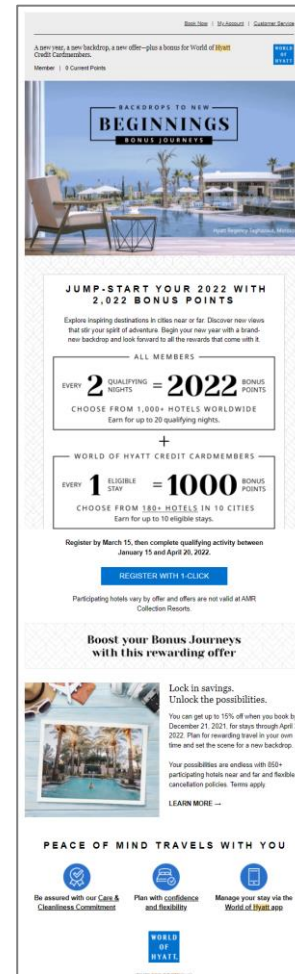 Book Now | My Account | Customer Service
A new year, a new backdrop, a new offer—plus a bonus for World of Hyatt
Credit Cardmembers.
WORLD
OF
HYATT
Member | 0 Current Points
BACKDROPS TO NEW
BEGINNINGS
BONUS JOURNEYS
Hyatt Regency Taghazout, Morocco
JUMP-START YOUR 2022 WITH
2,022 BONUS POINTS
Explore inspiring destinations in cities near or far. Discover new views
that stir your spirit of adventure. Begin your new year with a brand-
new backdrop and look forward to all the rewards that come with it.
ALL MEMBERS
EVERY 2 QUALIFYING NIGHTS = 2022 BONUS POINTS
CHOOSE FROM 1,000+ HOTELS WORLDWIDE
Earn for up to 20 qualifying nights.
+
WORLD OF HYATT CREDIT CARDMEMBERS
EVERY 1 ELIGIBLE STAY = 1000 BONUS POINTS
CHOOSE FROM 180+ HOTELS IN 10 CITIES
Earn for up to 10 eligible stays.
Register by March 15, then complete qualifying activity between
January 15 and April 20, 2022.
REGISTER WITH 1-CLICK
Participating hotels vary by offer and offers are not valid at AMR
Collection Resorts.
Boost your Bonus Journeys
with this rewarding offer
Lock in savings.
Unlock the possibilities.
You can get up to 15% off when you book by
December 21, 2021, for stays through April
2022. Plan for rewarding travel in your own
time and set the scene for a new backdrop.
Your possibilities are endless with 850+
participating hotels near and far and flexible
cancellation policies. Terms apply.
LEARN MORE →
PEACE OF MIND TRAVELS WITH YOU
Be assured with our Care &
Cleanliness Commitment
Plan with confidence
and flexibility
Manage your stay via the
World of Hyatt app
WORLD
OF
HYATT.